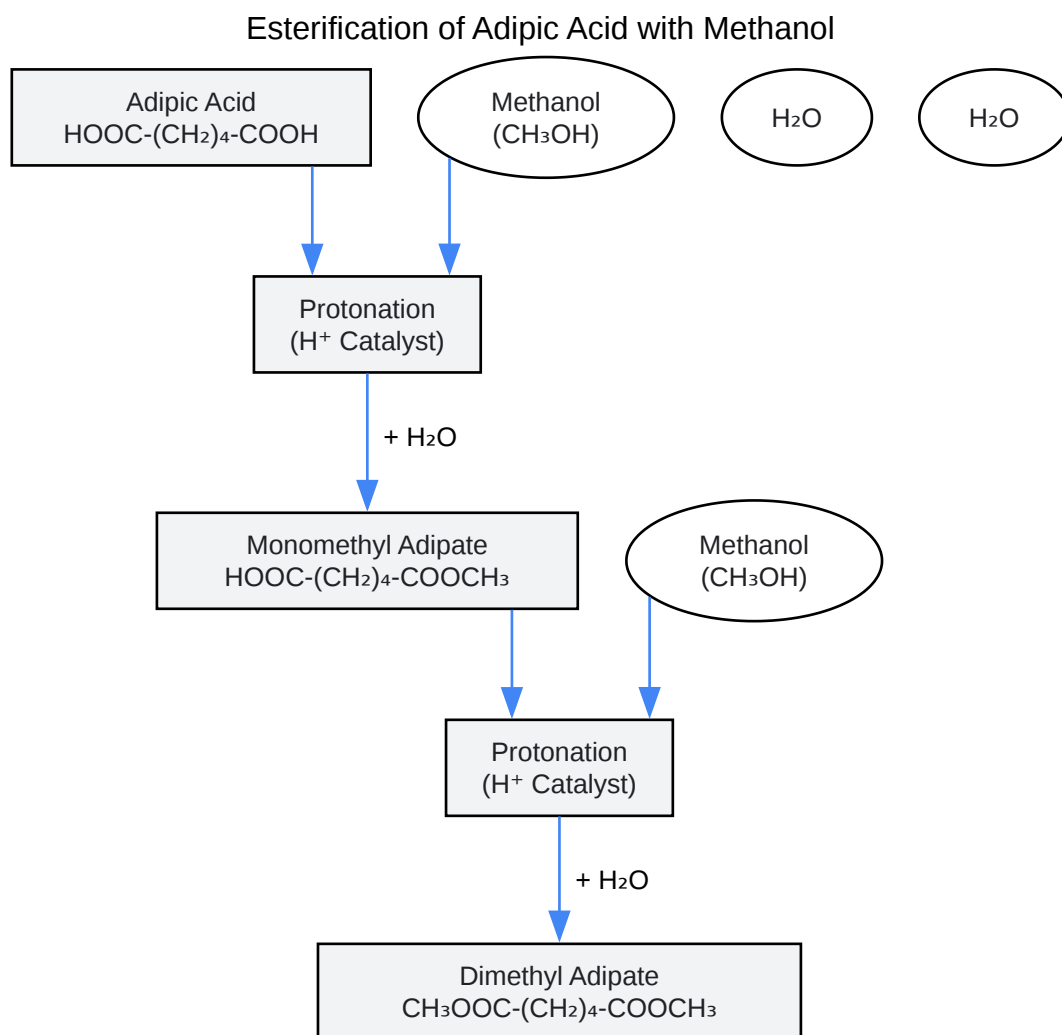 Esterification of Adipic Acid with Methanol
Adipic Acid
HOOC-(CH₂)₄-COOH
Methanol
(CH₃OH)
H₂O
H₂O
Protonation
(H⁺ Catalyst)
+ H₂O
Monomethyl Adipate
HOOC-(CH₂)₄-COOCH₃
Methanol
(CH₃OH)
Protonation
(H⁺ Catalyst)
+ H₂O
Dimethyl Adipate
CH₃OOC-(CH₂)₄-COOCH₃